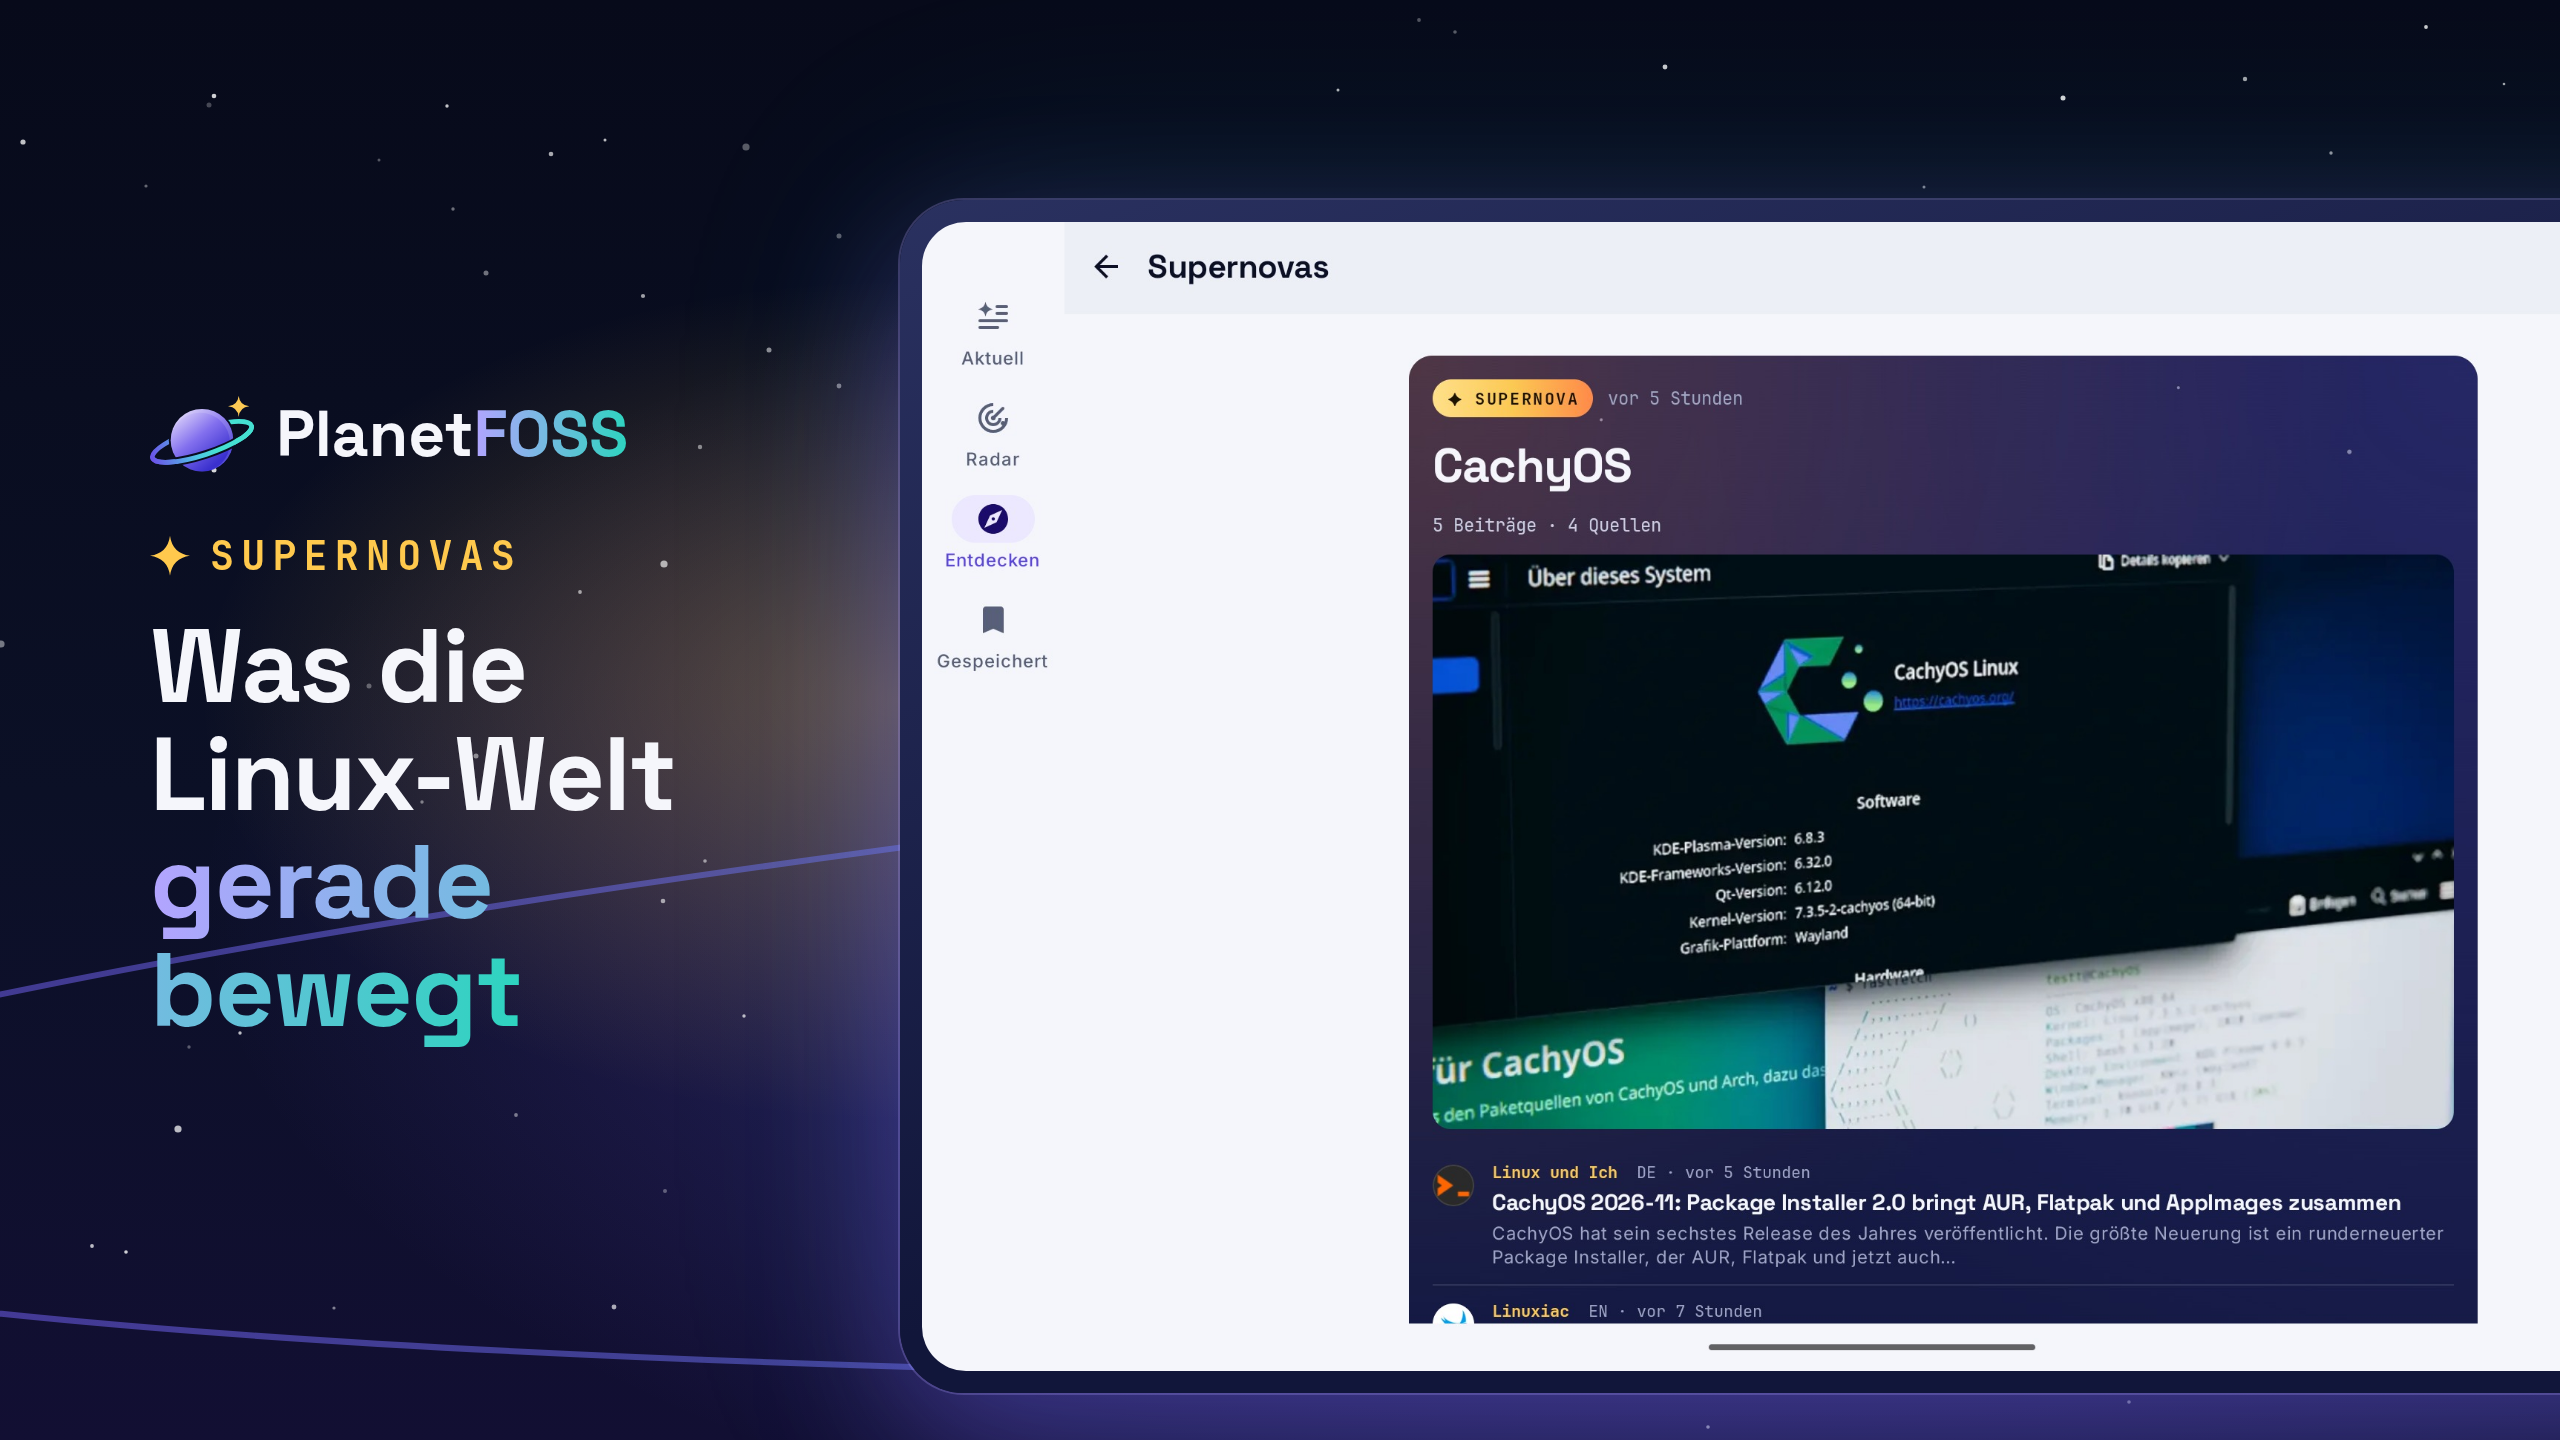 PlanetFOSS
SUPERNOVAS
Was die
Linux-Welt
gerade
bewegt
Supernovas
Aktuell
Radar
Entdecken
Gespeichert
SUPERNOVA vor 5 Stunden
CachyOS
5 Beiträge · 4 Quellen
Über dieses System
Details kopieren
CachyOS Linux
https://cachyos.org/
Software
KDE-Plasma-Version: 6.8.3
KDE-Frameworks-Version: 6.32.0
Qt-Version: 6.12.0
Kernel-Version: 7.3.5-2-cachyos (64-bit)
Grafik-Plattform: Wayland
Hardware
für CachyOS
s den Paketquellen von CachyOS und Arch, dazu das
testt@CachyOS
Linux und Ich DE · vor 5 Stunden
CachyOS 2026-11: Package Installer 2.0 bringt AUR, Flatpak und AppImages zusammen
CachyOS hat sein sechstes Release des Jahres veröffentlicht. Die größte Neuerung ist ein runderneuerter
Package Installer, der AUR, Flatpak und jetzt auch...
Linuxiac EN · vor 7 Stunden